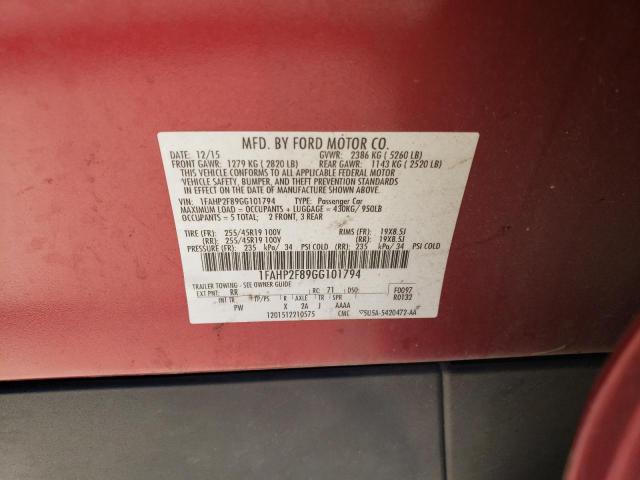 MFD. BY FORD MOTOR CO.
DATE: 12/15 GVWR: 2386 KG ( 5260 LB)
FRONT GAWR: 1279 KG ( 2820 LB) REAR GAWR: 1143 KG ( 2520 LB)
THIS VEHICLE CONFORMS TO ALL APPLICABLE FEDERAL MOTOR
VEHICLE SAFETY, BUMPER, AND THEFT PREVENTION STANDARDS
IN EFFECT ON THE DATE OF MANUFACTURE SHOWN ABOVE.
VIN: 1FAHP2F89GG101794 TYPE: Passenger Car
MAXIMUM LOAD = OCCUPANTS + LUGGAGE = 430KG/ 950LB
OCCUPANTS = 5 TOTAL; 2 FRONT, 3 REAR
TIRE (FR): 255/45R19 100V RIMS (FR): 19X8.5J
(RR): 255/45R19 100V (RR): 19X8.5J
PRESSURE (FR): 235 kPa/ 34 PSI COLD (RR): 235 kPa/ 34 PSI COLD
1FAHP2F89GG101794
TRAILER TOWING - SEE OWNER GUIDE
EXT PNT: RR RC: 71 DSO: F0097
INT TR TP/PS R AXLE TR SPR R0132
PW X 2A J AAAA
1201512210575 CMC 5U5A-5420472-AA